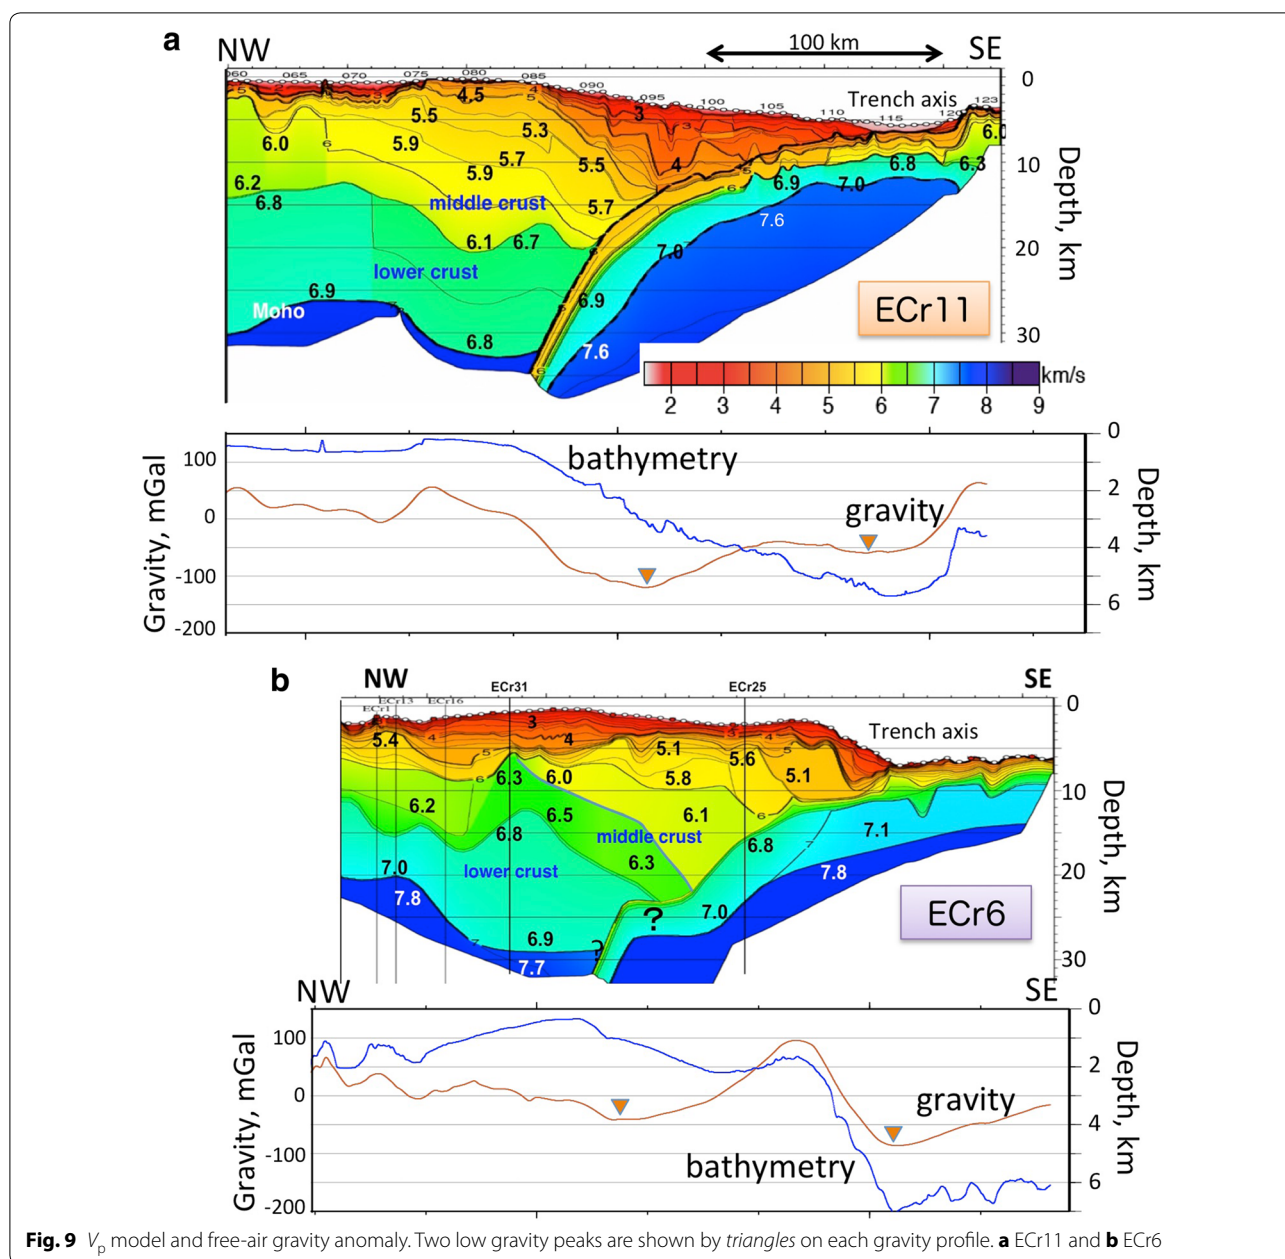 a NW 100 km SE
060 065 070 075 080 085 090 095 100 105 110 115 120 123
Trench axis
0
4.5
3
5.5 5.3
6.0 5.9 5.7 5.5 4 6.8 6.3 6.0
10
6.2 5.9 6.9 7.0
6.8 middle crust 5.7 7.6
6.1 6.7 7.0
20
lower crust
6.9 6.9
Moho
ECr11
6.8 7.6
30
Depth, km
km/s
2 3 4 5 6 7 8 9
0
100 bathymetry
2
0 gravity
4
-100
6
-200
Gravity, mGal
Depth, km
b NW ECr31 ECr25 SE
ECr1 ECr13 ECr16
0
3
5.4 4 5.1 5.6 Trench axis
6.3 6.0 5.8 5.1
10
6.2 6.5 6.1
6.8 middle crust 6.8 7.1
7.0 lower crust 6.3 7.8
20
7.8 ? 7.0 ECr6
6.9 ?
7.7
30
Depth, km
NW SE
0
100
2
0 gravity
4
-100 bathymetry
6
-200
Gravity, mGal
Depth, km
Fig. 9 Vp model and free-air gravity anomaly. Two low gravity peaks are shown by triangles on each gravity profile. a ECr11 and b ECr6